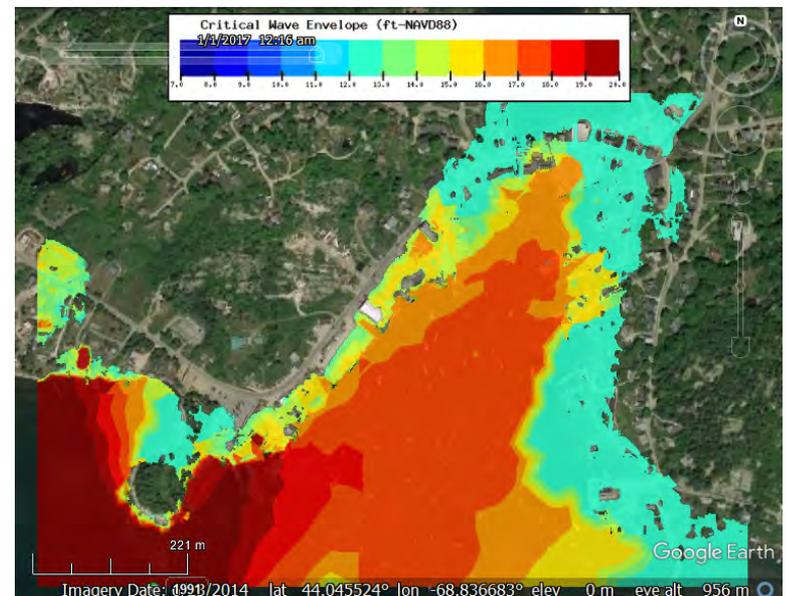 Critical Wave Envelope (ft-NAVD88)
1/1/2017 12:16 am
7.0 8.0 9.0 10.0 11.0 12.0 13.0 14.0 15.0 16.0 17.0 18.0 19.0 20.0
N
221 m
Google Earth
1991
Imagery Date: /2014 lat 44.045524° lon -68.836683° elev 0 m eye alt 956 m